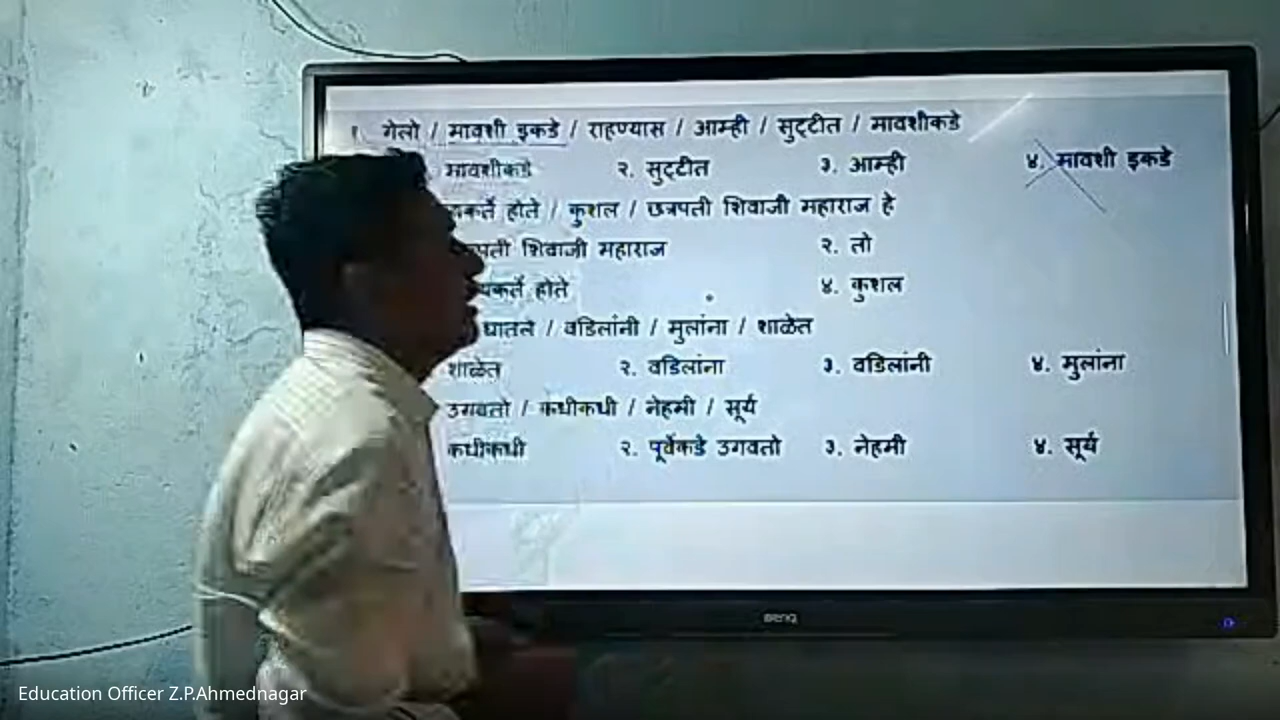 १. गेलो / मावशी इकडे / राहण्यास / आम्ही / सुट्टीत / मावशीकडे
मावशीकडे २. सुट्टीत ३. आम्ही ४. मावशी इकडे
होते / कुशल / छत्रपती शिवाजी महाराज हे
शिवाजी महाराज २. तो
होते ४. कुशल
घातले / वडिलांनी / मुलांना / शाळेत
शाळेत २. वडिलांना ३. वडिलांनी ४. मुलांना
उगवतो / कधीकधी / नेहमी / सूर्य
कधीकधी २. पूर्वेकडे उगवतो ३. नेहमी ४. सूर्य
BenQ
Education Officer Z.P.Ahmednagar